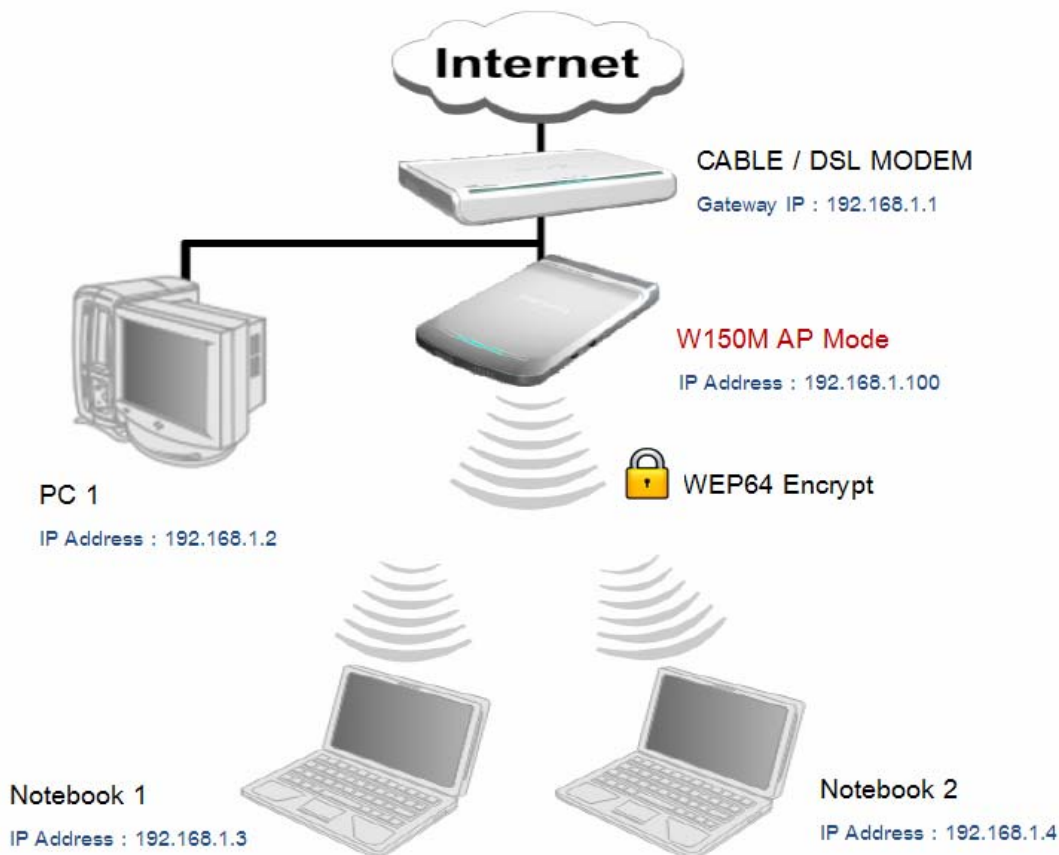 Internet
CABLE / DSL MODEM
Gateway IP : 192.168.1.1
W150M AP Mode
IP Address : 192.168.1.100
WEP64 Encrypt
PC 1
IP Address : 192.168.1.2
Notebook 1
IP Address : 192.168.1.3
Notebook 2
IP Address : 192.168.1.4